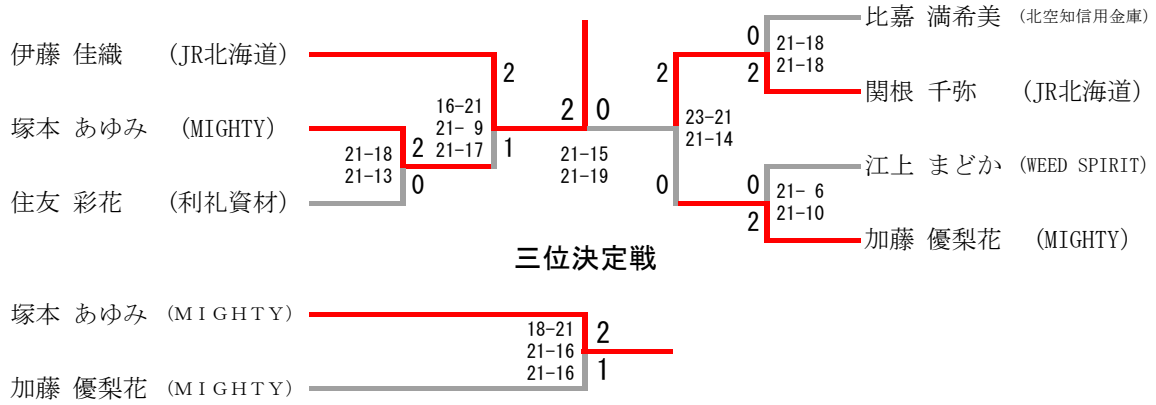 伊藤 佳織 (JR北海道)
塚本 あゆみ (MIGHTY)
住友 彩花 (利礼資材)
21-18
21-13
2
0
16-21
21- 9
21-17
2
1
2 0
21-15
21-19
2
0
23-21
21-14
0
2
21-18
21-18
0
2
21- 6
21-10
比嘉 満希美 (北空知信用金庫)
関根 千弥 (JR北海道)
江上 まどか (WEED SPIRIT)
加藤 優梨花 (MIGHTY)
三位決定戦
塚本 あゆみ (ＭＩＧＨＴＹ)
加藤 優梨花 (ＭＩＧＨＴＹ)
18-21
21-16
21-16
2
1